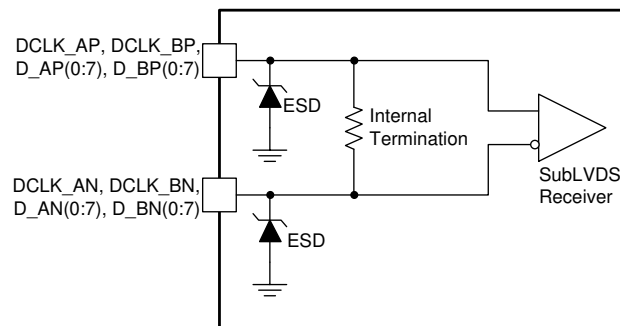 DCLK_AP, DCLK_BP,
D_AP(0:7), D_BP(0:7)
ESD
Internal
Termination
SubLVDS
Receiver
DCLK_AN, DCLK_BN,
D_AN(0:7), D_BN(0:7)
ESD